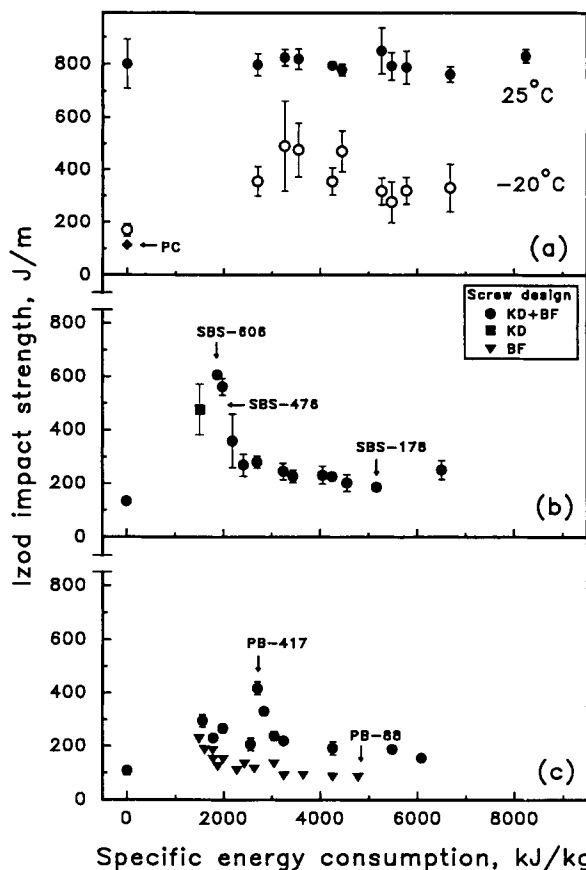 (a)
800
600
400
200
0
25°C
-20°C
PC
(b)
800
600
400
200
0
SBS-606
SBS-476
SBS-178
Screw design
KD+BF
KD
BF
(c)
800
600
400
200
0
PB-417
PB-88
0 2000 4000 6000 8000
Izod impact strength, J/m
Specific energy consumption, kJ/kg